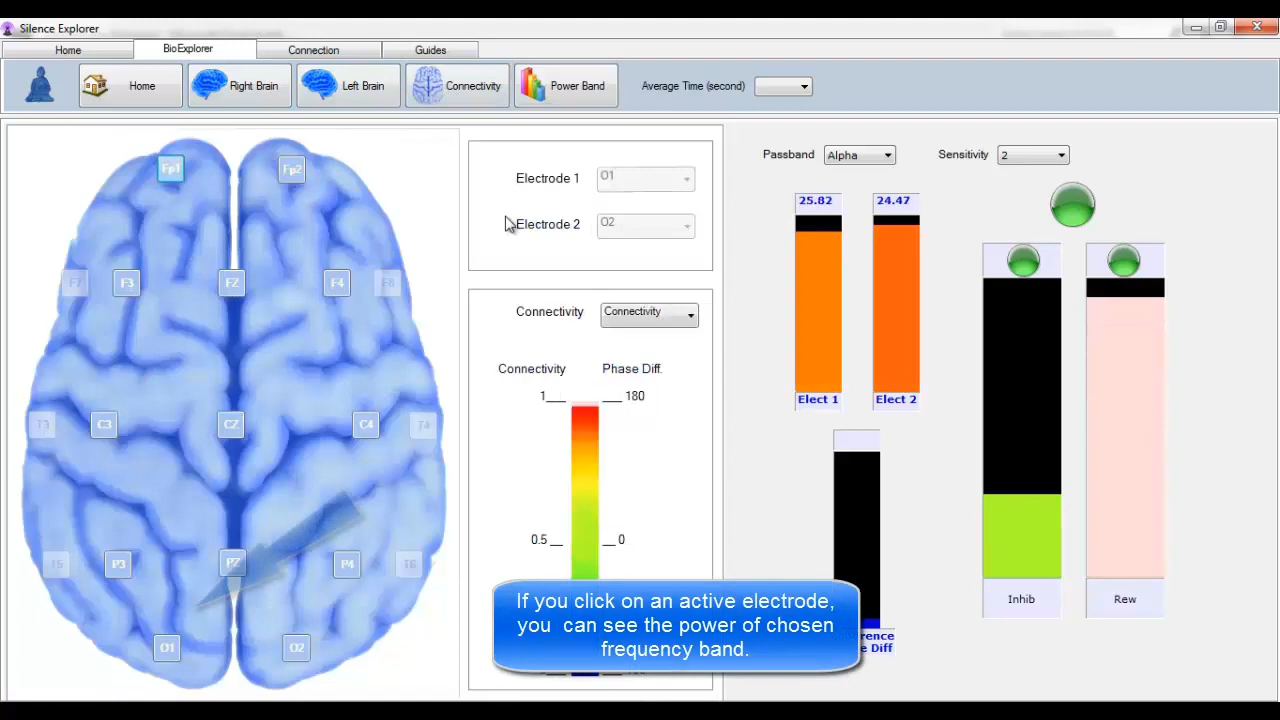 Silence Explorer
Home
BioExplorer
Connection
Guides
Home
Right Brain
Left Brain
Connectivity
Power Band
Average Time (second)
Fp1
Fp2
F7
F3
FZ
F4
F8
T3
C3
CZ
C4
T4
T5
P3
PZ
P4
T6
O1
O2
Electrode 1
O1
Electrode 2
O2
Connectivity
Connectivity
Connectivity
Phase Diff.
1
180
0.5
0
Passband
Alpha
Sensitivity
2
25.82
24.47
Elect 1
Elect 2
Inhib
Rew
If you click on an active electrode,
you can see the power of chosen
frequency band.